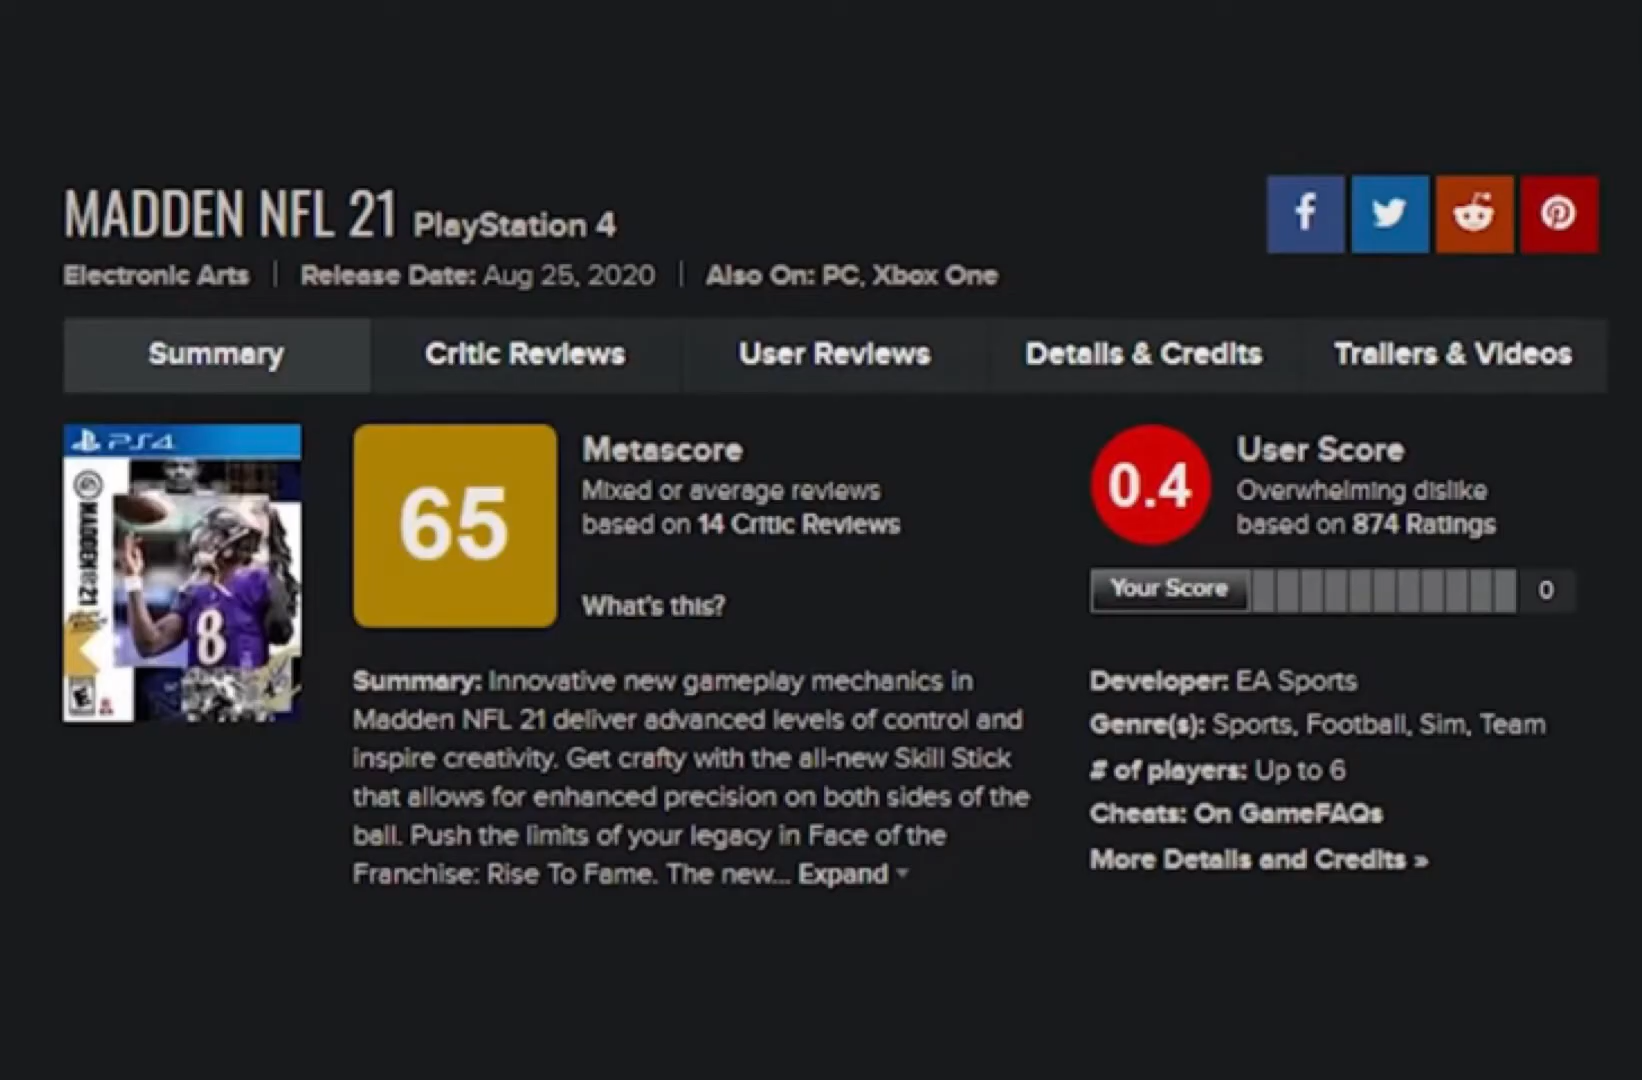 MADDEN NFL 21 PlayStation 4
Electronic Arts | Release Date: Aug 25, 2020 | Also On: PC, Xbox One
Summary Critic Reviews User Reviews Details & Credits Trailers & Videos
PS4
MADDEN 21
8
E
65
Metascore
Mixed or average reviews
based on 14 Critic Reviews
What's this?
0.4
User Score
Overwhelming dislike
based on 874 Ratings
Your Score 0
Summary: Innovative new gameplay mechanics in
Madden NFL 21 deliver advanced levels of control and
inspire creativity. Get crafty with the all-new Skill Stick
that allows for enhanced precision on both sides of the
ball. Push the limits of your legacy in Face of the
Franchise: Rise To Fame. The new... Expand
Developer: EA Sports
Genre(s): Sports, Football, Sim, Team
# of players: Up to 6
Cheats: On GameFAQs
More Details and Credits »